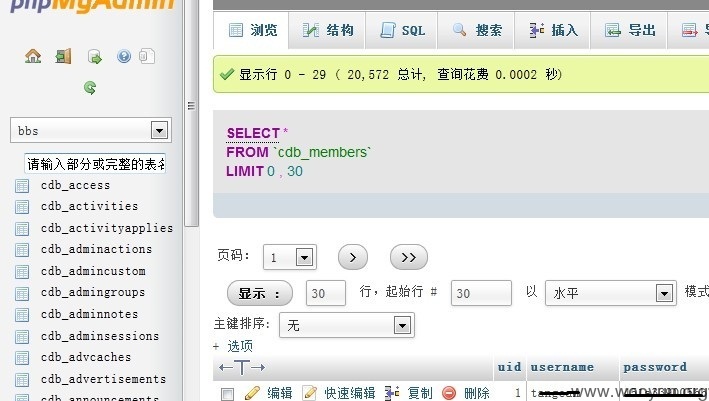 phpMyAdmin
bbs
请输入部分或完整的表名
cdb_access
cdb_activities
cdb_activityapplies
cdb_adminactions
cdb_admincustom
cdb_admingroups
cdb_adminnotes
cdb_adminsessions
cdb_advcaches
cdb_advertisements
cdb_announcements
浏览 结构 SQL 搜索 插入 导出
显示行 0 - 29 ( 20,572 总计, 查询花费 0.0002 秒)
SELECT *
FROM `cdb_members`
LIMIT 0 , 30
页码: 1 > >>
显示 : 30 行, 起始行 # 30 以 水平 模式
主键排序: 无
+ 选项
←T→ uid username password
编辑 快速编辑 复制 删除 1